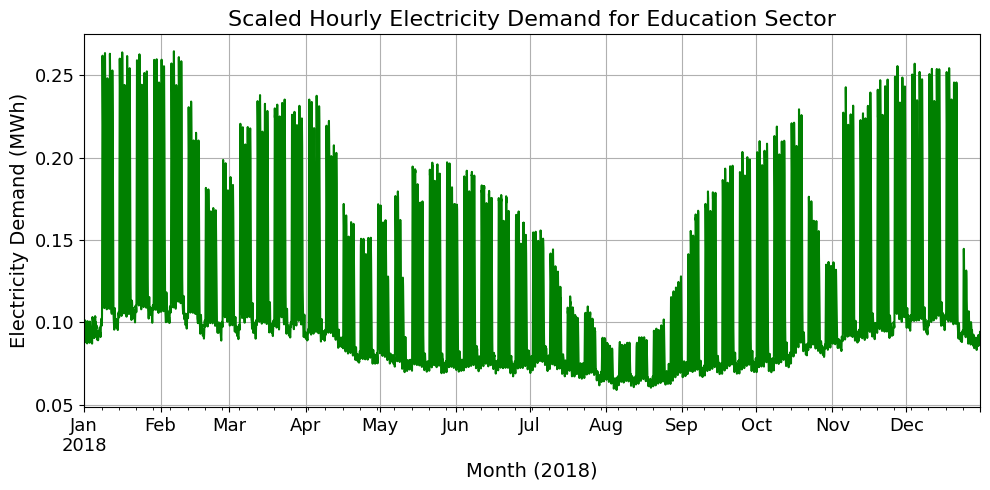 Scaled Hourly Electricity Demand for Education Sector
Electricity Demand (MWh)
0.25
0.20
0.15
0.10
0.05
Jan Feb Mar Apr May Jun Jul Aug Sep Oct Nov Dec
2018
Month (2018)